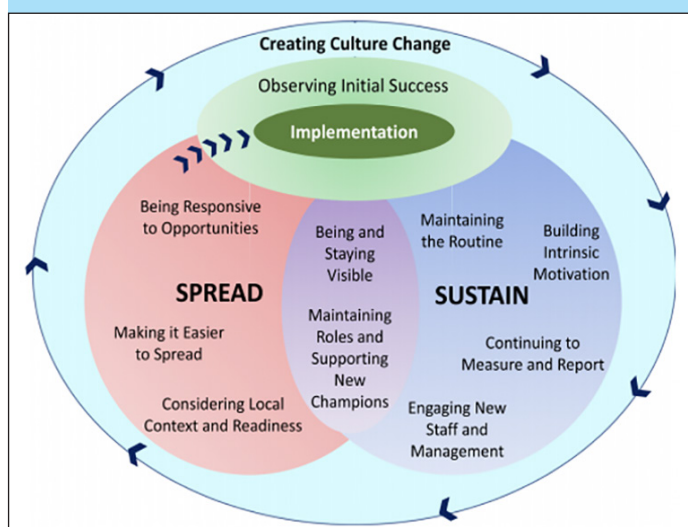 Creating Culture Change
Observing Initial Success
Implementation
Being Responsive
to Opportunities
SPREAD
Making it Easier
to Spread
Considering Local
Context and Readiness
Being and
Staying
Visible
Maintaining
Roles and
Supporting
New
Champions
Maintaining
the Routine
Building
Intrinsic
Motivation
SUSTAIN
Continuing to
Measure and Report
Engaging New
Staff and
Management